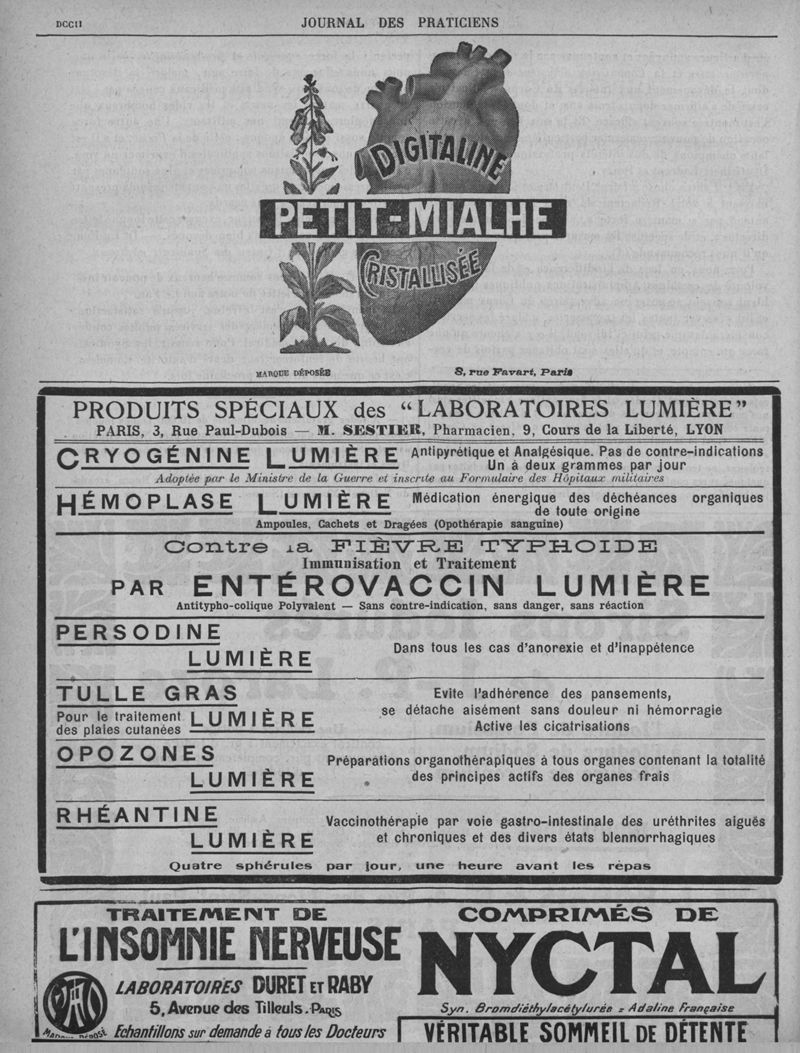 DCCII
JOURNAL DES PRATICIENS
DIGITALINE
PETIT-MIALHE
CRISTALLISÉE
MARQUE DÉPOSÉE
8, rue Favart, Paris
PRODUITS SPÉCIAUX des "LABORATOIRES LUMIÈRE"
PARIS, 3, Rue Paul-Dubois — M. SESTIER, Pharmacien, 9, Cours de la Liberté, LYON
CRYOGÉNINE LUMIÈRE
Antipyrétique et Analgésique. Pas de contre-indications
Un à deux grammes par jour
Adoptée par le Ministre de la Guerre et inscrite au Formulaire des Hôpitaux militaires
HÉMOPLASE LUMIÈRE
Médication énergique des déchéances organiques
de toute origine
Ampoules, Cachets et Dragées (Opothérapie sanguine)
Contre la FIÈVRE TYPHOIDE
Immunisation et Traitement
PAR ENTÉROVACCIN LUMIÈRE
Antitypho-colique Polyvalent — Sans contre-indication, sans danger, sans réaction
PERSODINE
LUMIÈRE
Dans tous les cas d'anorexie et d'inappétence
TULLE GRAS
LUMIÈRE
Pour le traitement
des plaies cutanées
Evite l'adhérence des pansements,
se détache aisément sans douleur ni hémorragie
Active les cicatrisations
OPOZONES
LUMIÈRE
Préparations organothérapiques à tous organes contenant la totalité
des principes actifs des organes frais
RHÉANTINE
LUMIÈRE
Vaccinothérapie par voie gastro-intestinale des uréthrites aiguës
et chroniques et des divers états blennorrhagiques
Quatre sphérules par jour, une heure avant les répas
TRAITEMENT DE
L'INSOMNIE NERVEUSE
LABORATOIRES DURET ET RABY
5, Avenue des Tilleuls. PARIS
Echantillons sur demande à tous les Docteurs
COMPRIMÉS DE
NYCTAL
Syn. Bromdiéthylacétylurée = Adaline Française
VÉRITABLE SOMMEIL DE DÉTENTE